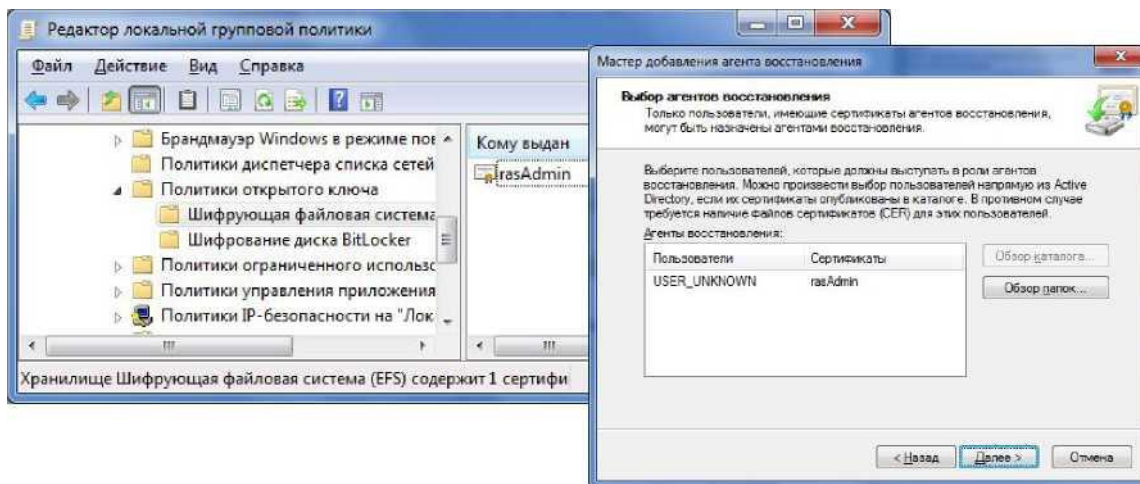 Редактор локальной групповой политики
Файл Действие Вид Справка
Брандмауэр Windows в режиме пов
Политики диспетчера списка сетей
Политики открытого ключа
Шифрующая файловая система
Шифрование диска BitLocker
Политики ограниченного использо
Политики управления приложения
Политики IP-безопасности на "Лок
Кому выдан
rasAdmin
Хранилище Шифрующая файловая система (EFS) содержит 1 сертифи
Мастер добавления агента восстановления
Выбор агентов восстановления
Только пользователи, имеющие сертификаты агентов восстановления,
могут быть назначены агентами восстановления.
Выберите пользователей, которые должны выступать в роли агентов
восстановления. Можно произвести выбор пользователей напрямую из Active
Directory, если их сертификаты опубликованы в каталоге. В противном случае
требуется наличие файлов сертификатов (CER) для этих пользователей.
Агенты восстановления:
Пользователи Сертификаты
USER_UNKNOWN rasAdmin
Обзор каталога...
Обзор папок...
< Назад Далее > Отмена